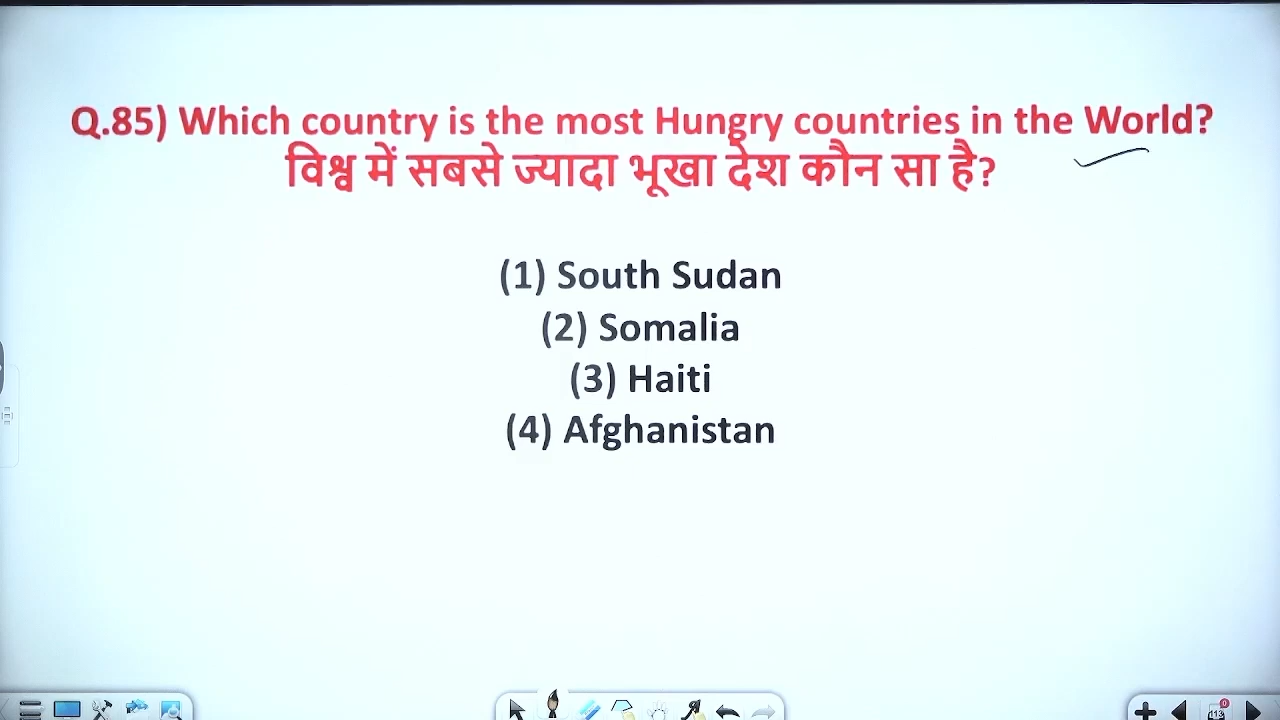 Q.85) Which country is the most Hungry countries in the World?
विश्व में सबसे ज्यादा भूखा देश कौन सा है?
(1) South Sudan
(2) Somalia
(3) Haiti
(4) Afghanistan